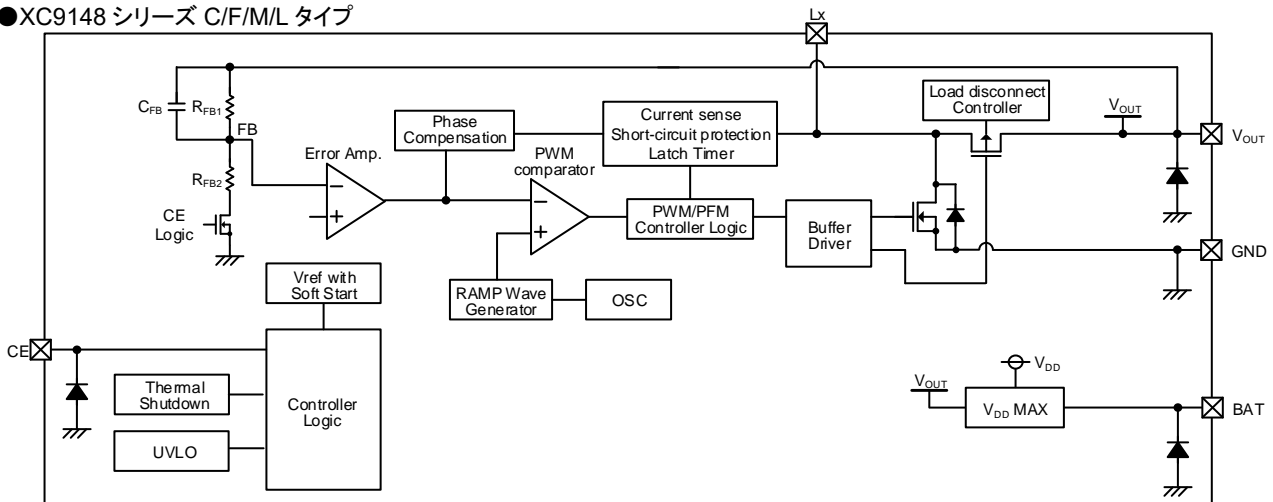 ●XC9148 シリーズ C/F/M/L タイプ
Lx
CFB
RFB1
FB
Phase
Compensation
Current sense
Short-circuit protection
Latch Timer
Load disconnect
Controller
VOUT
VOUT
Error Amp.
PWM
comparator
RFB2
CE
Logic
PWM/PFM
Controller Logic
Buffer
Driver
GND
Vref with
Soft Start
RAMP Wave
Generator
OSC
CE
Thermal
Shutdown
UVLO
Controller
Logic
VDD
VOUT
VDD MAX
BAT